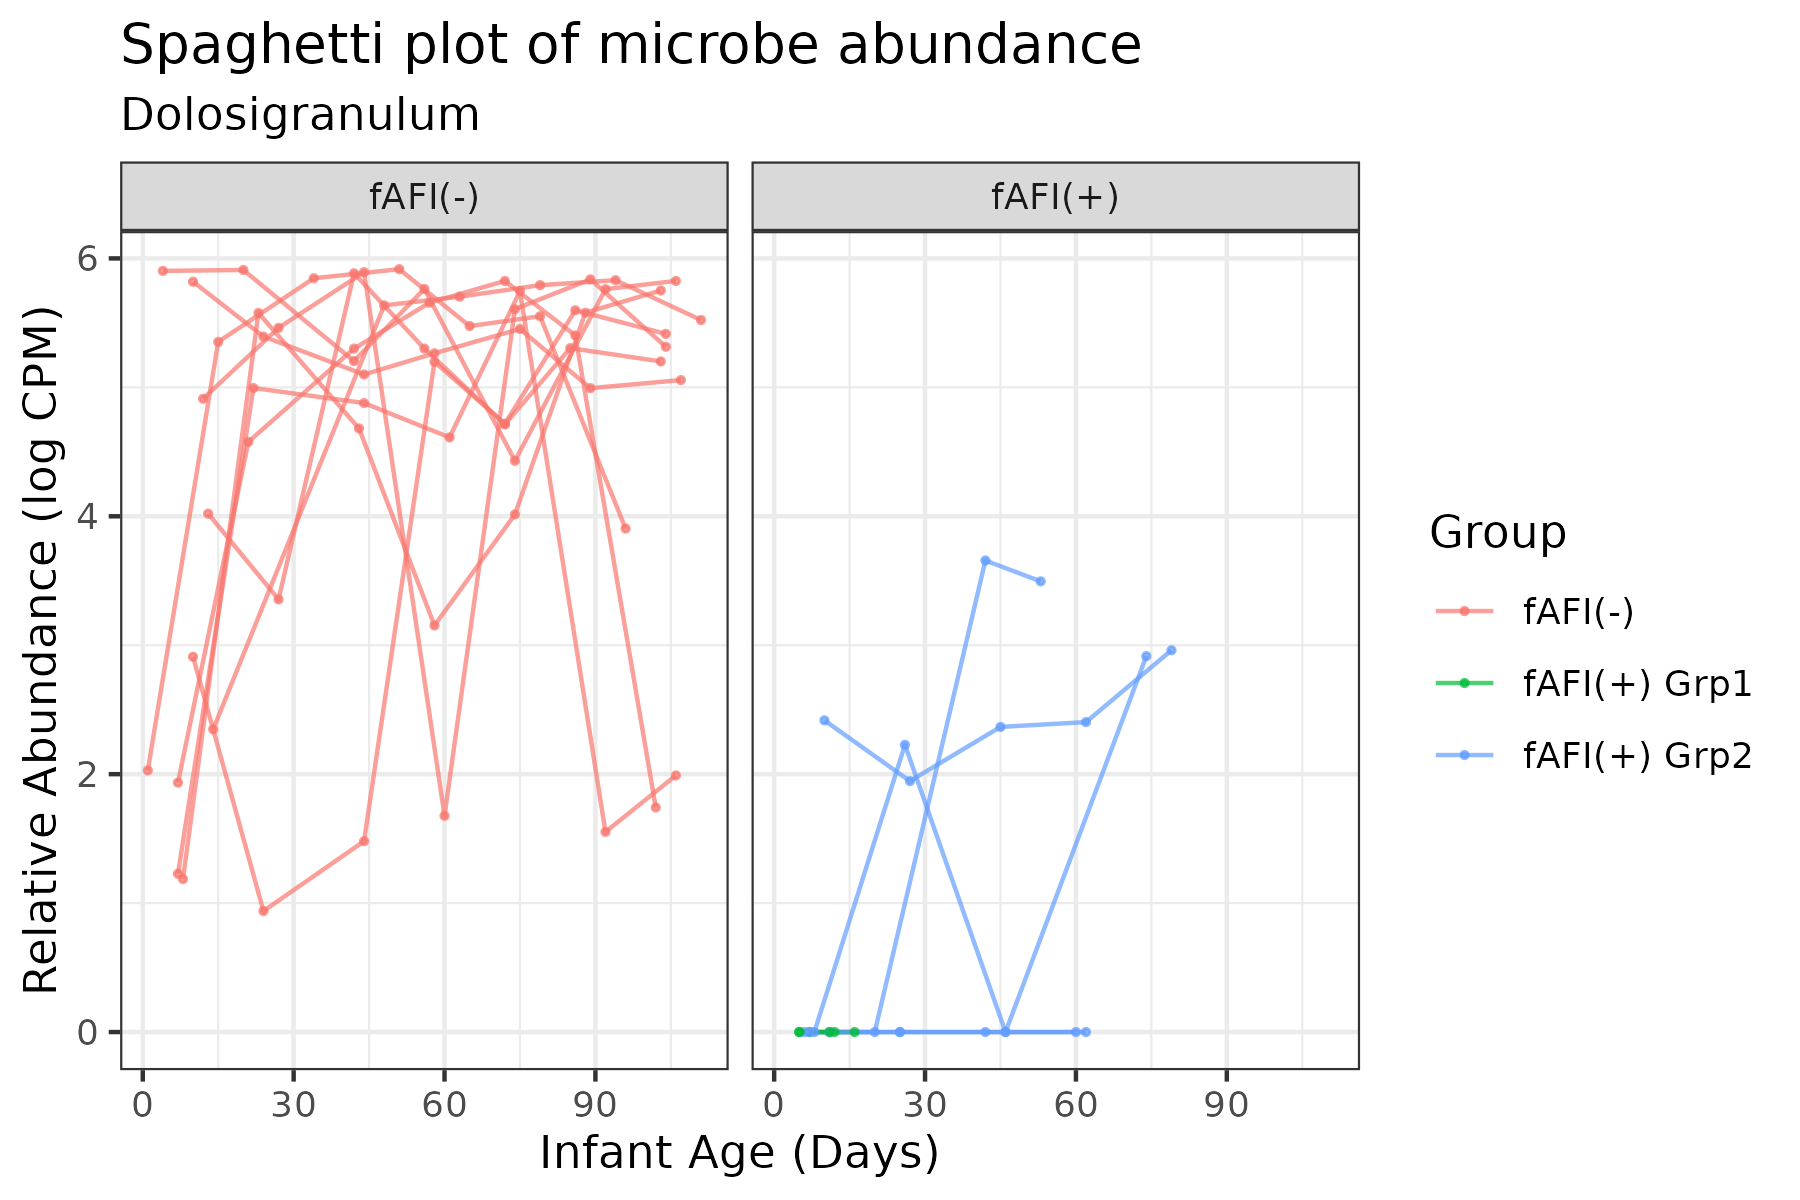 Spaghetti plot of microbe abundance
Dolosigranulum
fAFI(-)
fAFI(+)
Relative Abundance (log CPM)
6
4
2
0
0 30 60 90
0 30 60 90
Infant Age (Days)
Group
fAFI(-)
fAFI(+) Grp1
fAFI(+) Grp2